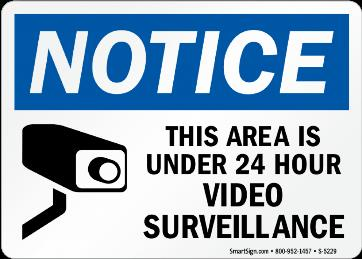 NOTICE
THIS AREA IS
UNDER 24 HOUR
VIDEO
SURVEILLANCE
SmartSign.com • 800-952-1457 • S-5229